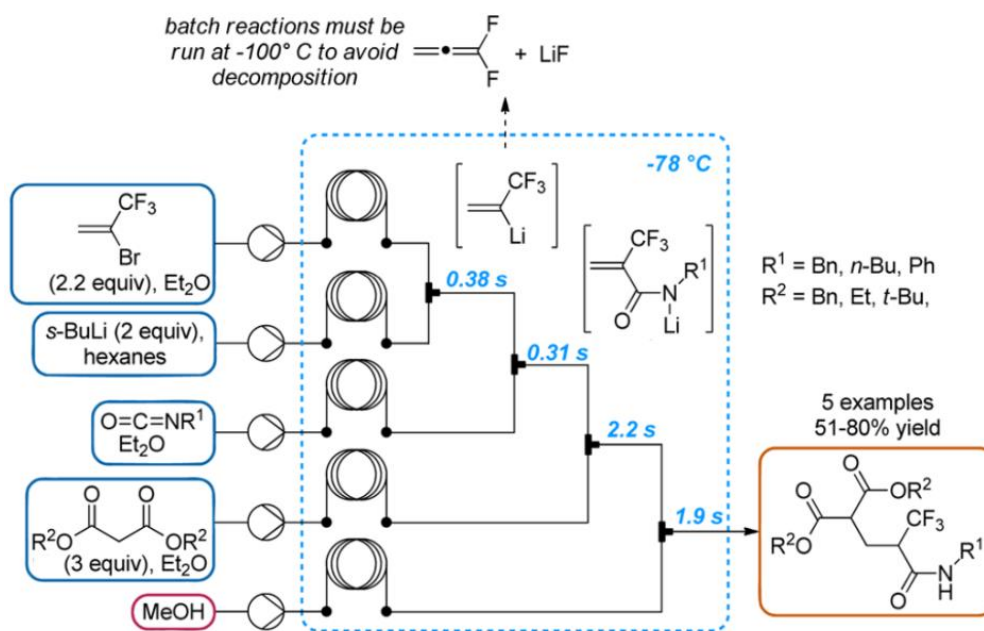 batch reactions must be
run at -100° C to avoid
decomposition
F
F
+ LiF
-78 °C
CF3
Br
(2.2 equiv), Et2O
CF3
Li
CF3
O
N
R1
Li
0.38 s
R1 = Bn, n-Bu, Ph
R2 = Bn, Et, t-Bu,
s-BuLi (2 equiv),
hexanes
0.31 s
O=C=NR1
Et2O
2.2 s
5 examples
51-80% yield
O O
R2O OR2
(3 equiv), Et2O
1.9 s
O
OR2
O
R2O
CF3
O
N
H
R1
MeOH